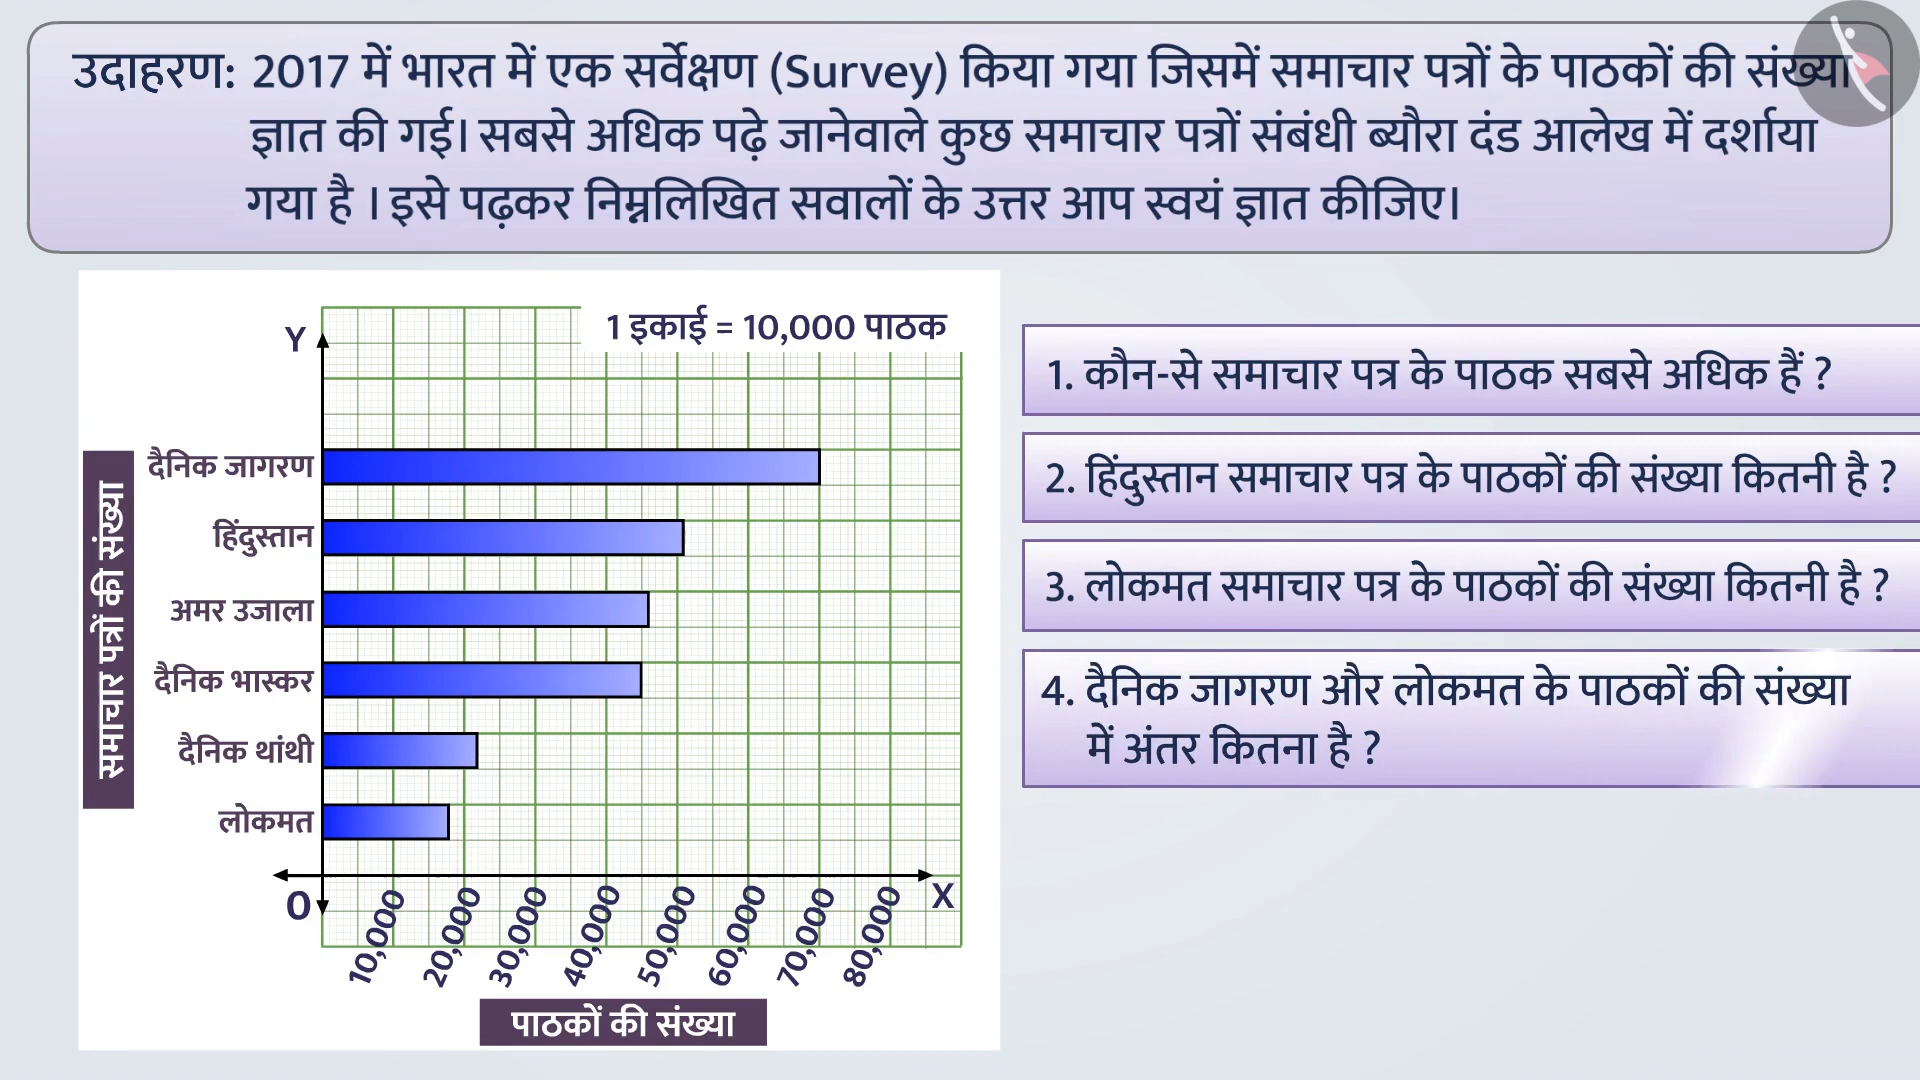 उदाहरण: 2017 में भारत में एक सर्वेक्षण (Survey) किया गया जिसमें समाचार पत्रों के पाठकों की संख्या
ज्ञात की गई। सबसे अधिक पढ़े जानेवाले कुछ समाचार पत्रों संबंधी ब्यौरा दंड आलेख में दर्शाया
गया है । इसे पढ़कर निम्नलिखित सवालों के उत्तर आप स्वयं ज्ञात कीजिए।
1 इकाई = 10,000 पाठक
Y
समाचार पत्रों की संख्या
दैनिक जागरण
हिंदुस्तान
अमर उजाला
दैनिक भास्कर
दैनिक थांथी
लोकमत
O
X
10,000
20,000
30,000
40,000
50,000
60,000
70,000
80,000
पाठकों की संख्या
1. कौन-से समाचार पत्र के पाठक सबसे अधिक हैं ?
2. हिंदुस्तान समाचार पत्र के पाठकों की संख्या कितनी है ?
3. लोकमत समाचार पत्र के पाठकों की संख्या कितनी है ?
4. दैनिक जागरण और लोकमत के पाठकों की संख्या
में अंतर कितना है ?